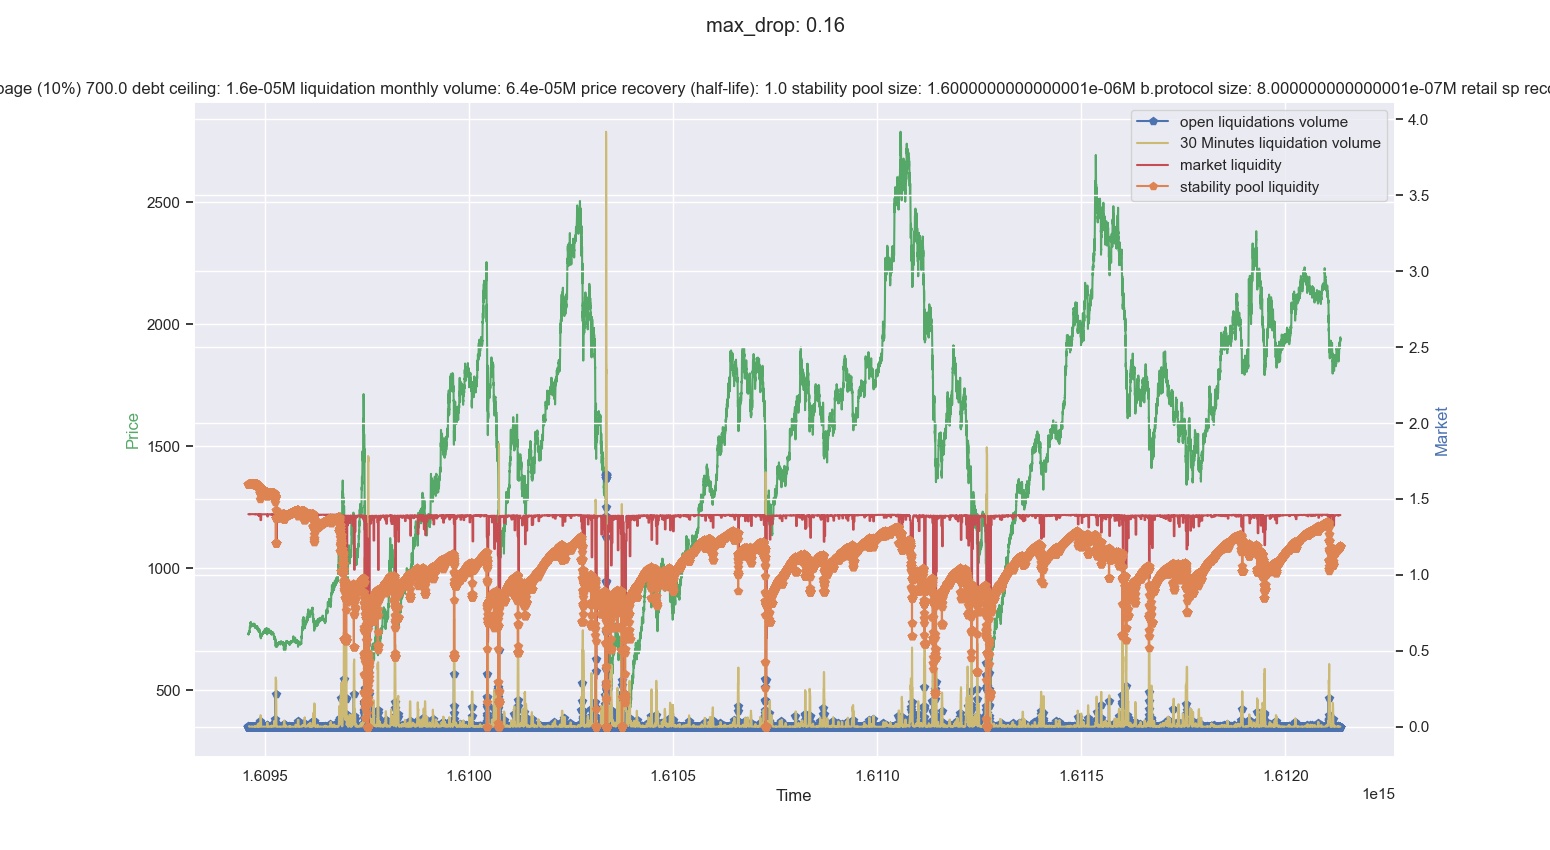 max_drop: 0.16
(10%) 700.0 debt ceiling: 1.6e-05M liquidation monthly volume: 6.4e-05M price recovery (half-life): 1.0 stability pool size: 1.6000000000000001e-06M b.protocol size: 8.000000000000001e-07M retail sp
open liquidations volume
30 Minutes liquidation volume
market liquidity
stability pool liquidity
Price
2500
2000
1500
1000
500
Market
4.0
3.5
3.0
2.5
2.0
1.5
1.0
0.5
0.0
1.6095
1.6100
1.6105
1.6110
1.6115
1.6120
Time
1e15